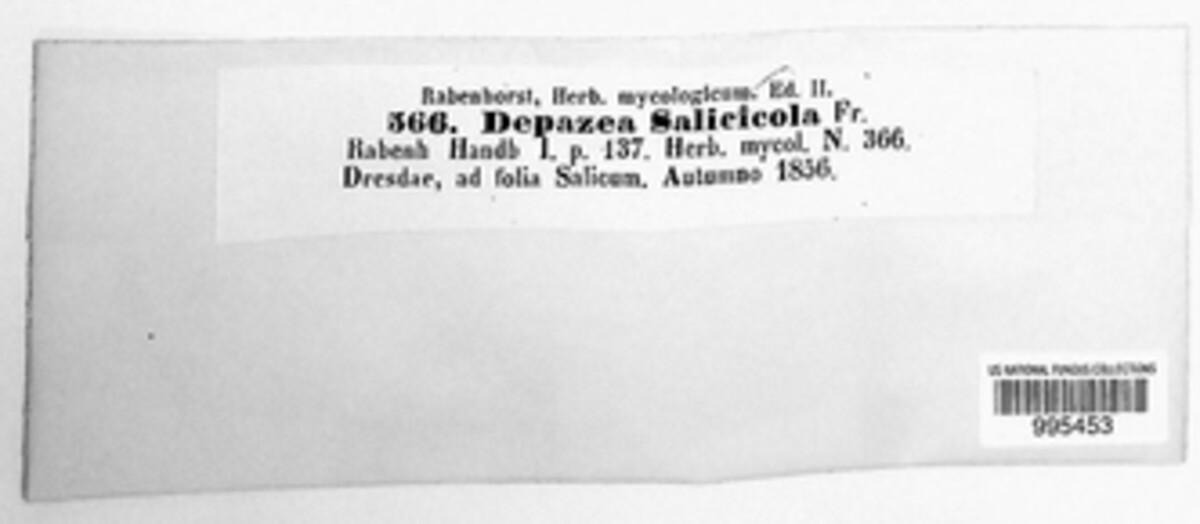 Rabenhorst, Herb. mycologicum. Ed. II.
566. Depazea Salicicola Fr.
Rabenh Handb I. p. 137. Herb. mycol. N. 366.
Dresdae, ad folia Salicum. Autumno 1856.
US NATIONAL FUNGUS COLLECTIONS
995453